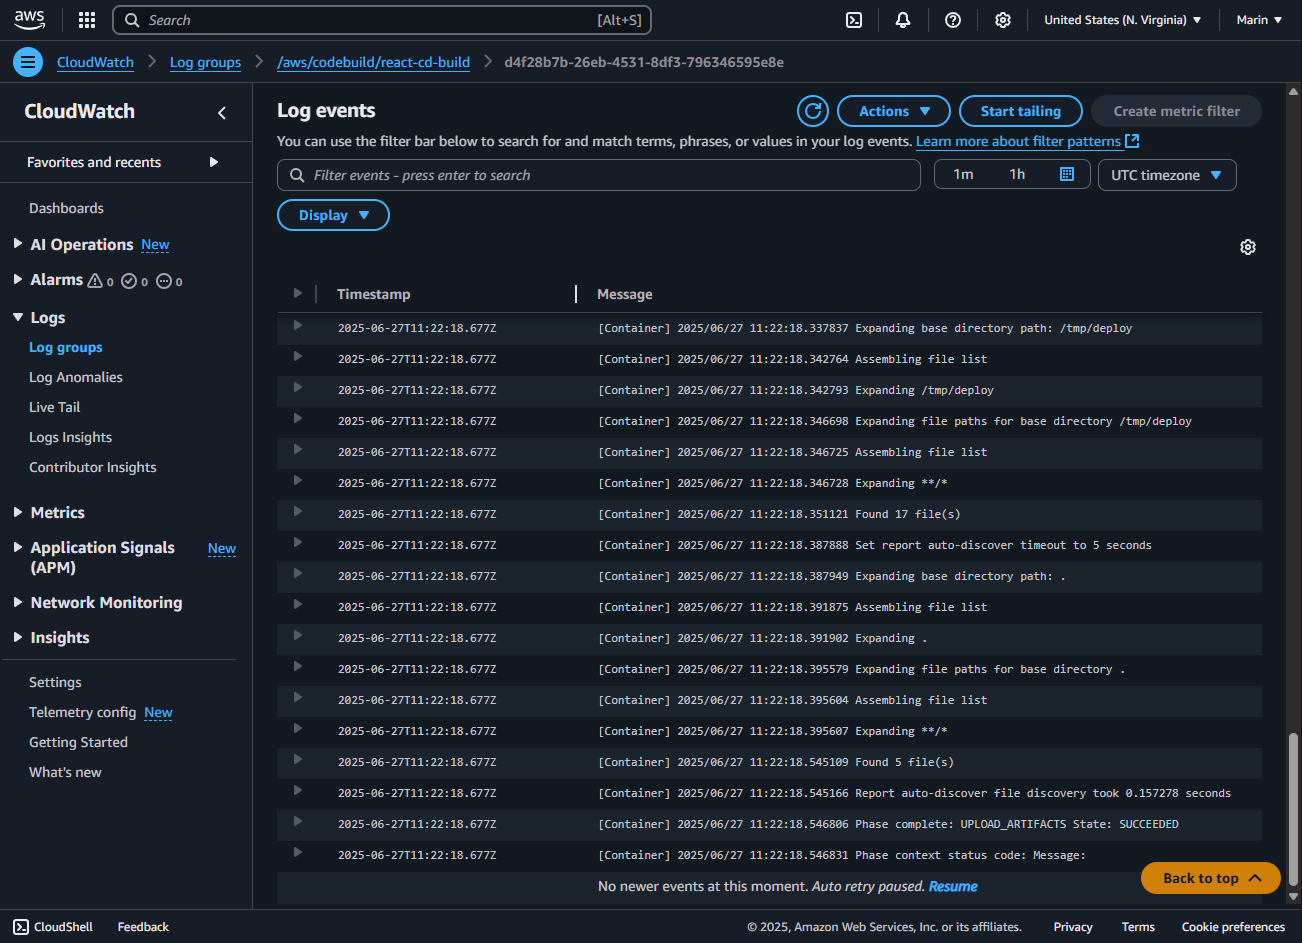 aws
Search [Alt+S]
United States (N. Virginia) Marin
CloudWatch Log groups /aws/codebuild/react-cd-build d4f28b7b-26eb-4531-8df3-796346595e8e
CloudWatch
Favorites and recents
Dashboards
AI Operations New
Alarms 0 0 0
Logs
Log groups
Log Anomalies
Live Tail
Logs Insights
Contributor Insights
Metrics
Application Signals (APM) New
Network Monitoring
Insights
Settings
Telemetry config New
Getting Started
What's new
Log events
Actions Start tailing Create metric filter
You can use the filter bar below to search for and match terms, phrases, or values in your log events. Learn more about filter patterns
Filter events - press enter to search
1m 1h UTC timezone
Display
Timestamp Message
2025-06-27T11:22:18.677Z [Container] 2025/06/27 11:22:18.337837 Expanding base directory path: /tmp/deploy
2025-06-27T11:22:18.677Z [Container] 2025/06/27 11:22:18.342764 Assembling file list
2025-06-27T11:22:18.677Z [Container] 2025/06/27 11:22:18.342793 Expanding /tmp/deploy
2025-06-27T11:22:18.677Z [Container] 2025/06/27 11:22:18.346698 Expanding file paths for base directory /tmp/deploy
2025-06-27T11:22:18.677Z [Container] 2025/06/27 11:22:18.346725 Assembling file list
2025-06-27T11:22:18.677Z [Container] 2025/06/27 11:22:18.346728 Expanding **/*
2025-06-27T11:22:18.677Z [Container] 2025/06/27 11:22:18.351121 Found 17 file(s)
2025-06-27T11:22:18.677Z [Container] 2025/06/27 11:22:18.387888 Set report auto-discover timeout to 5 seconds
2025-06-27T11:22:18.677Z [Container] 2025/06/27 11:22:18.387949 Expanding base directory path: .
2025-06-27T11:22:18.677Z [Container] 2025/06/27 11:22:18.391875 Assembling file list
2025-06-27T11:22:18.677Z [Container] 2025/06/27 11:22:18.391902 Expanding .
2025-06-27T11:22:18.677Z [Container] 2025/06/27 11:22:18.395579 Expanding file paths for base directory .
2025-06-27T11:22:18.677Z [Container] 2025/06/27 11:22:18.395604 Assembling file list
2025-06-27T11:22:18.677Z [Container] 2025/06/27 11:22:18.395607 Expanding **/*
2025-06-27T11:22:18.677Z [Container] 2025/06/27 11:22:18.545109 Found 5 file(s)
2025-06-27T11:22:18.677Z [Container] 2025/06/27 11:22:18.545166 Report auto-discover file discovery took 0.157278 seconds
2025-06-27T11:22:18.677Z [Container] 2025/06/27 11:22:18.546806 Phase complete: UPLOAD_ARTIFACTS State: SUCCEEDED
2025-06-27T11:22:18.677Z [Container] 2025/06/27 11:22:18.546831 Phase context status code: Message:
No newer events at this moment. Auto retry paused. Resume
Back to top
CloudShell Feedback © 2025, Amazon Web Services, Inc. or its affiliates. Privacy Terms Cookie preferences